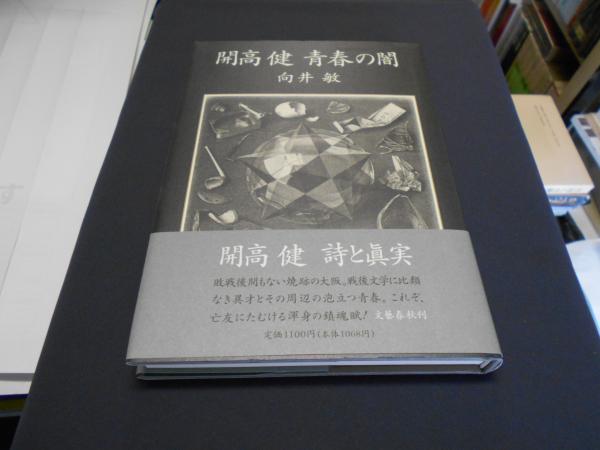 開高 健 青春の闇
向井 敏
開高 健 詩と眞実
敗戦後間もない焼跡の大阪。戦後文学に比類
なき異才とその周辺の泡立つ青春。これぞ、
亡友にたむける渾身の鎮魂賦! 文藝春秋刊
定価1100円(本体1068円)